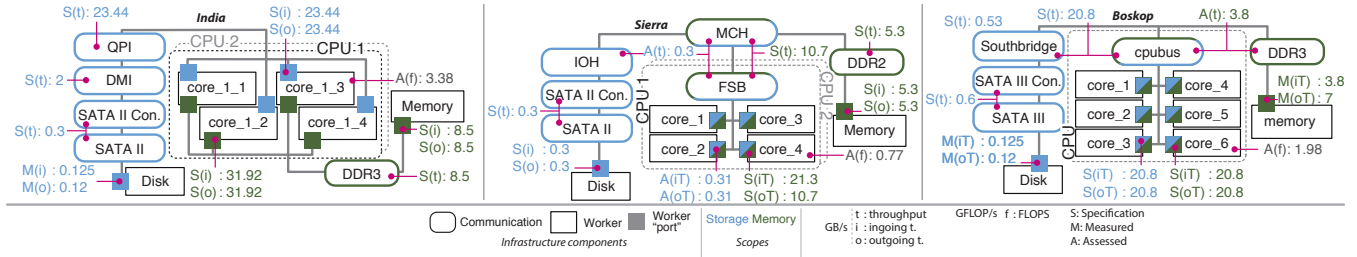 India
S(t): 23.44
S(i) : 23.44
S(o): 23.44
CPU 2
CPU 1
QPI
S(t): 2
DMI
core_1_1
core_1_3
A(f): 3.38
SATA II Con.
S(t): 0.3
core_1_2
core_1_4
Memory
SATA II
S(i) : 8.5
S(o): 8.5
M(i) : 0.125
M(o): 0.12
Disk
S(i) : 31.92
S(o): 31.92
DDR3
S(t): 8.5
Sierra
MCH
A(t): 0.3
S(t): 10.7
S(t): 5.3
IOH
DDR2
CPU 1
CPU 2
SATA II Con.
FSB
S(i) : 5.3
S(o): 5.3
S(t): 0.3
SATA II
core_1
core_3
Memory
core_2
core_4
S(i) : 0.3
S(o): 0.3
A(f) : 0.77
Disk
A(iT) : 0.31
A(oT) : 0.31
S(iT) : 21.3
S(oT) : 10.7
Boskop
S(t): 0.53
S(t): 20.8
A(t): 3.8
Southbridge
cpubus
DDR3
SATA III Con.
core_1
core_4
M(iT) : 3.8
M(oT): 7
S(t): 0.6
SATA III
core_2
core_5
memory
CPU
core_3
core_6
M(iT) : 0.125
M(oT): 0.12
A(f) : 1.98
Disk
S(iT) : 20.8
S(oT) : 20.8
S(iT) : 20.8
S(oT) : 20.8
Communication
Worker
Worker
"port"
Infrastructure components
Storage Memory
Scopes
GB/s
t : throughput
i : ingoing t.
o : outgoing t.
GFLOP/s f : FLOPS
S: Specification
M: Measured
A: Assessed